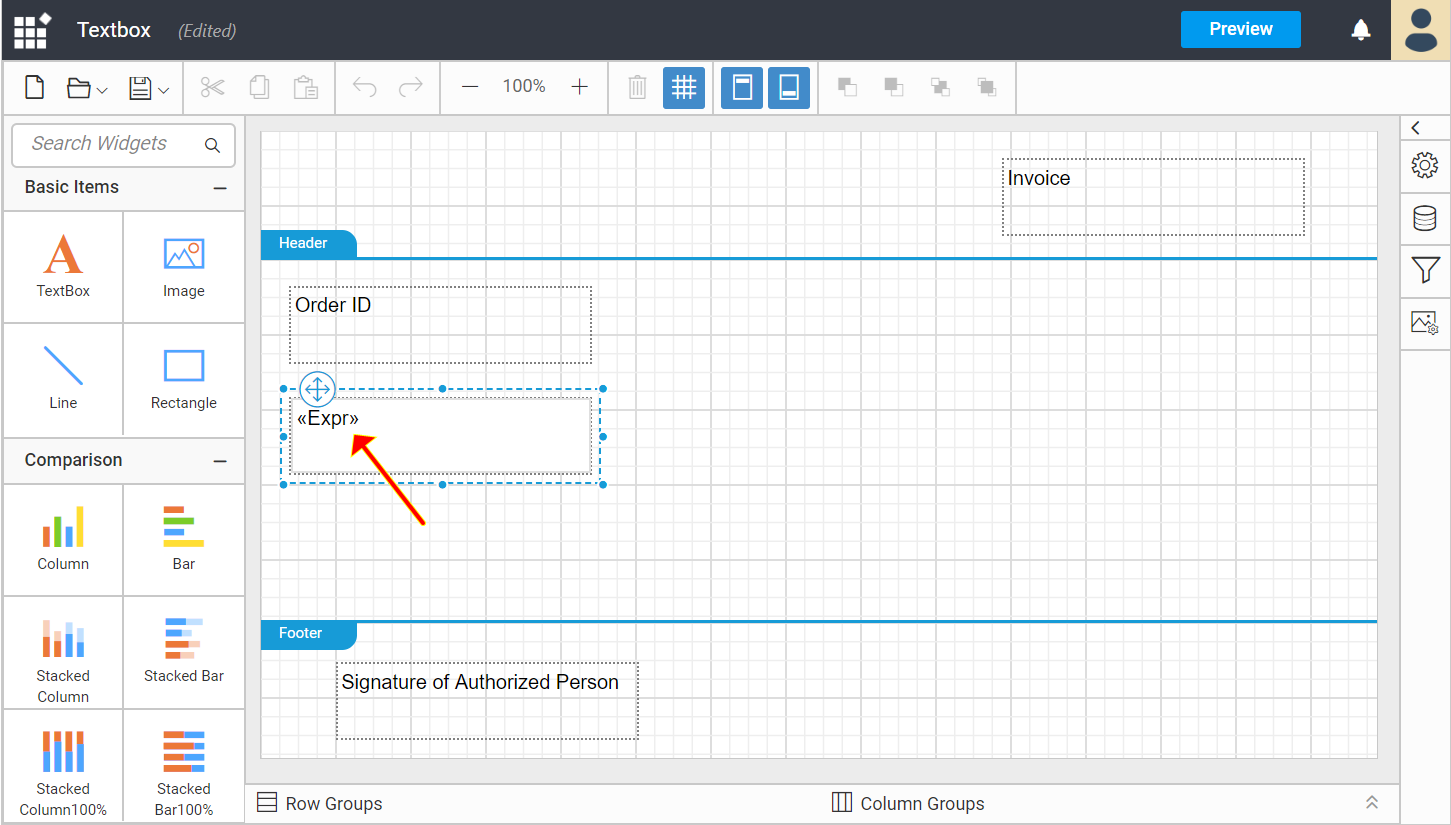 Textbox (Edited) Preview
100%
Search Widgets
Basic Items
TextBox Image
Line Rectangle
Comparison
Column Bar
Stacked
Column
Stacked Bar
Stacked
Column100%
Stacked
Bar100%
Invoice
Header
Order ID
«Expr»
Footer
Signature of Authorized Person
Row Groups Column Groups